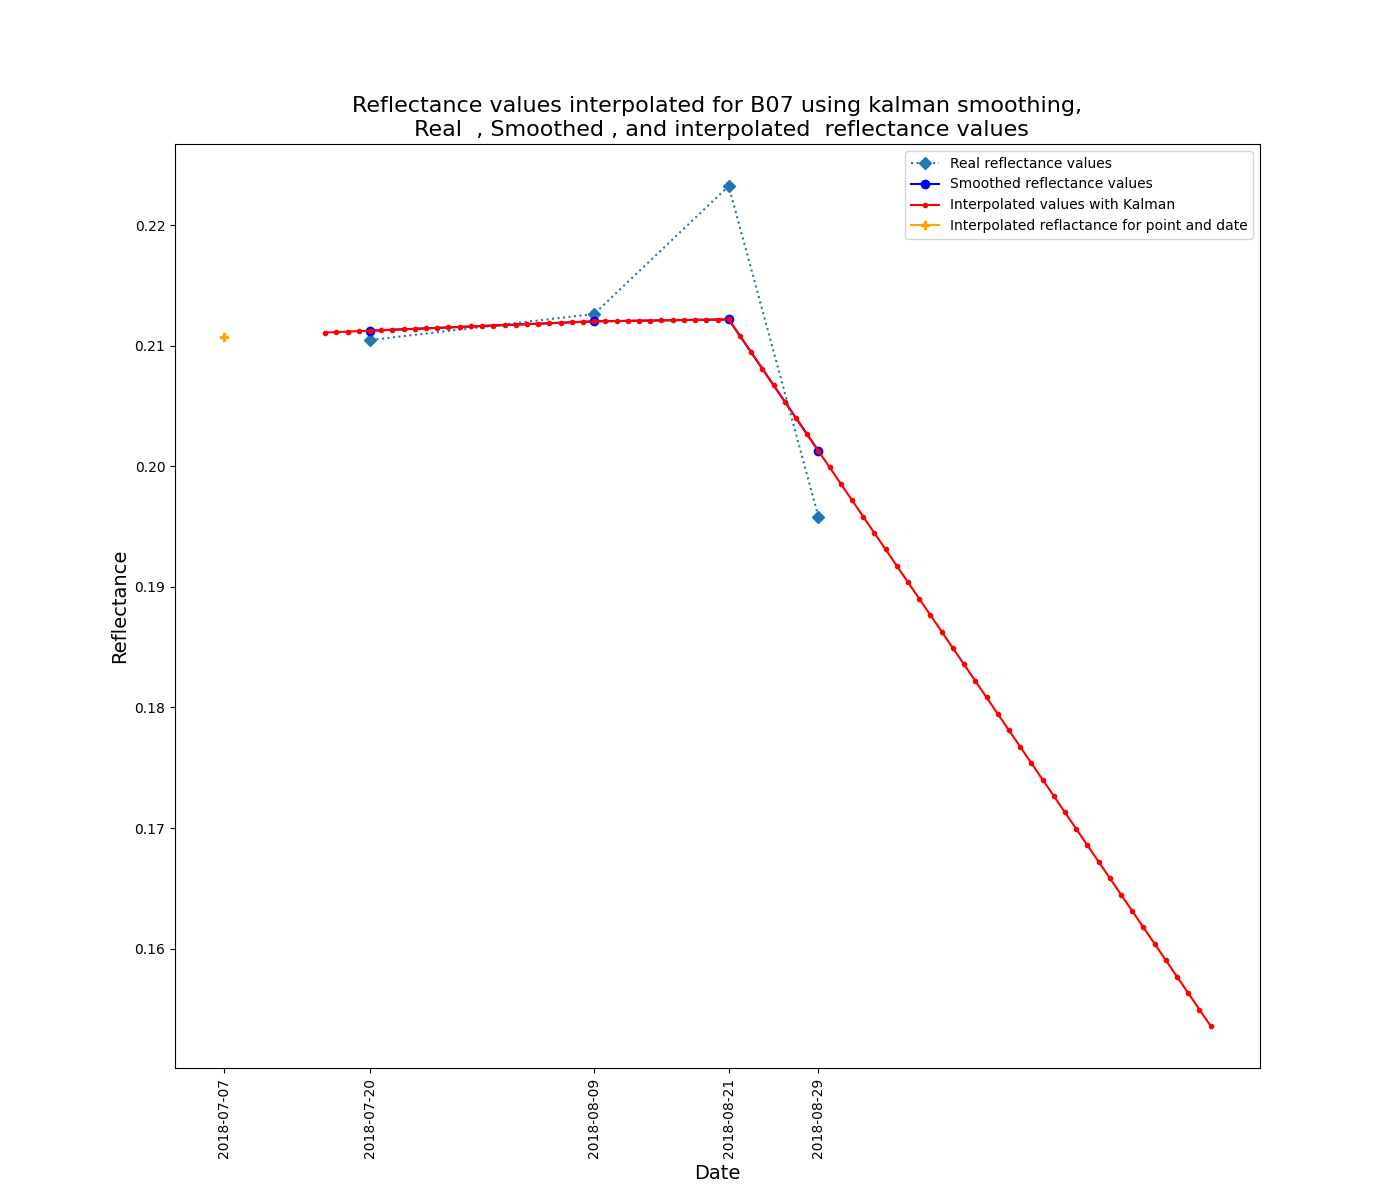 Reflectance values interpolated for B07 using kalman smoothing,
Real , Smoothed , and interpolated reflectance values
Real reflectance values
Smoothed reflectance values
Interpolated values with Kalman
Interpolated reflactance for point and date
0.22
0.21
0.20
0.19
0.18
0.17
0.16
Reflectance
2018-07-07
2018-07-20
2018-08-09
2018-08-21
2018-08-29
Date